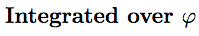 Integrated over φ